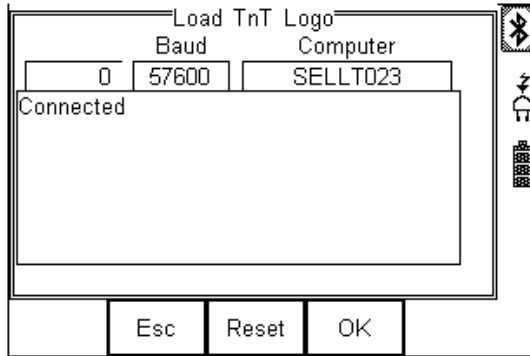 Load TnT Logo
Baud Computer
0 57600 SELLT023
Connected
Esc Reset OK